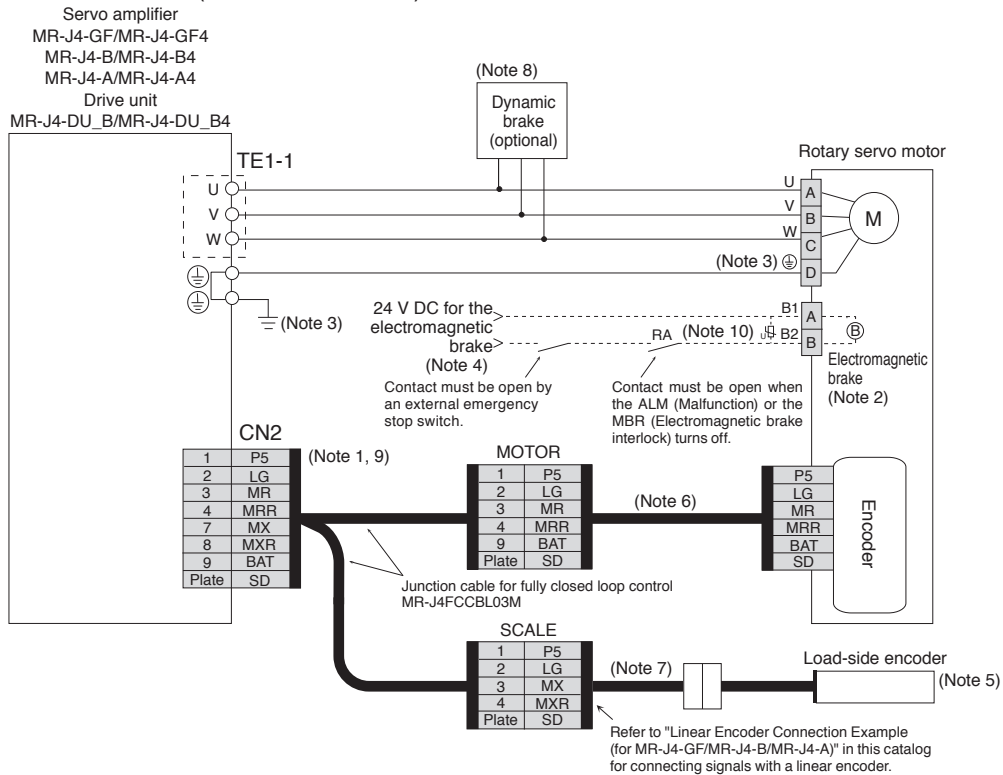 Servo amplifier
MR-J4-GF/MR-J4-GF4
MR-J4-B/MR-J4-B4
MR-J4-A/MR-J4-A4
Drive unit
MR-J4-DU_B/MR-J4-DU_B4
(Note 8)
Dynamic
brake
(optional)
Rotary servo motor
TE1-1
U
V
W
U
V
W
A
B
C
D
M
(Note 3)
(Note 3)
24 V DC for the
electromagnetic
brake
(Note 4)
Contact must be open by
an external emergency
stop switch.
RA
(Note 10)
U
B1
B2
A
B
B
Contact must be open when
the ALM (Malfunction) or the
MBR (Electromagnetic brake
interlock) turns off.
Electromagnetic
brake
(Note 2)
CN2
(Note 1, 9)
1 P5
2 LG
3 MR
4 MRR
7 MX
8 MXR
9 BAT
Plate SD
MOTOR
1 P5
2 LG
3 MR
4 MRR
9 BAT
Plate SD
(Note 6)
P5
LG
MR
MRR
BAT
SD
Encoder
Junction cable for fully closed loop control
MR-J4FCCBL03M
SCALE
1 P5
2 LG
3 MX
4 MXR
Plate SD
(Note 7)
Load-side encoder
(Note 5)
Refer to "Linear Encoder Connection Example
(for MR-J4-GF/MR-J4-B/MR-J4-A)" in this catalog
for connecting signals with a linear encoder.